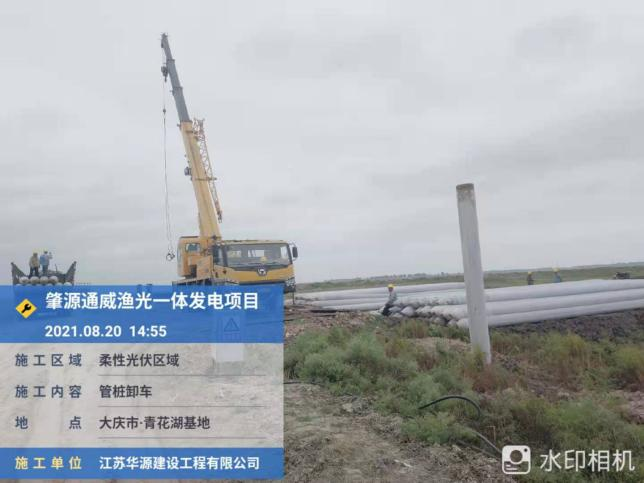 肇源通威渔光一体发电项目
2021.08.20 14:55
施工区域 柔性光伏区域
施工内容 管桩卸车
地点 大庆市·青花湖基地
施工单位 江苏华源建设工程有限公司
水印相机